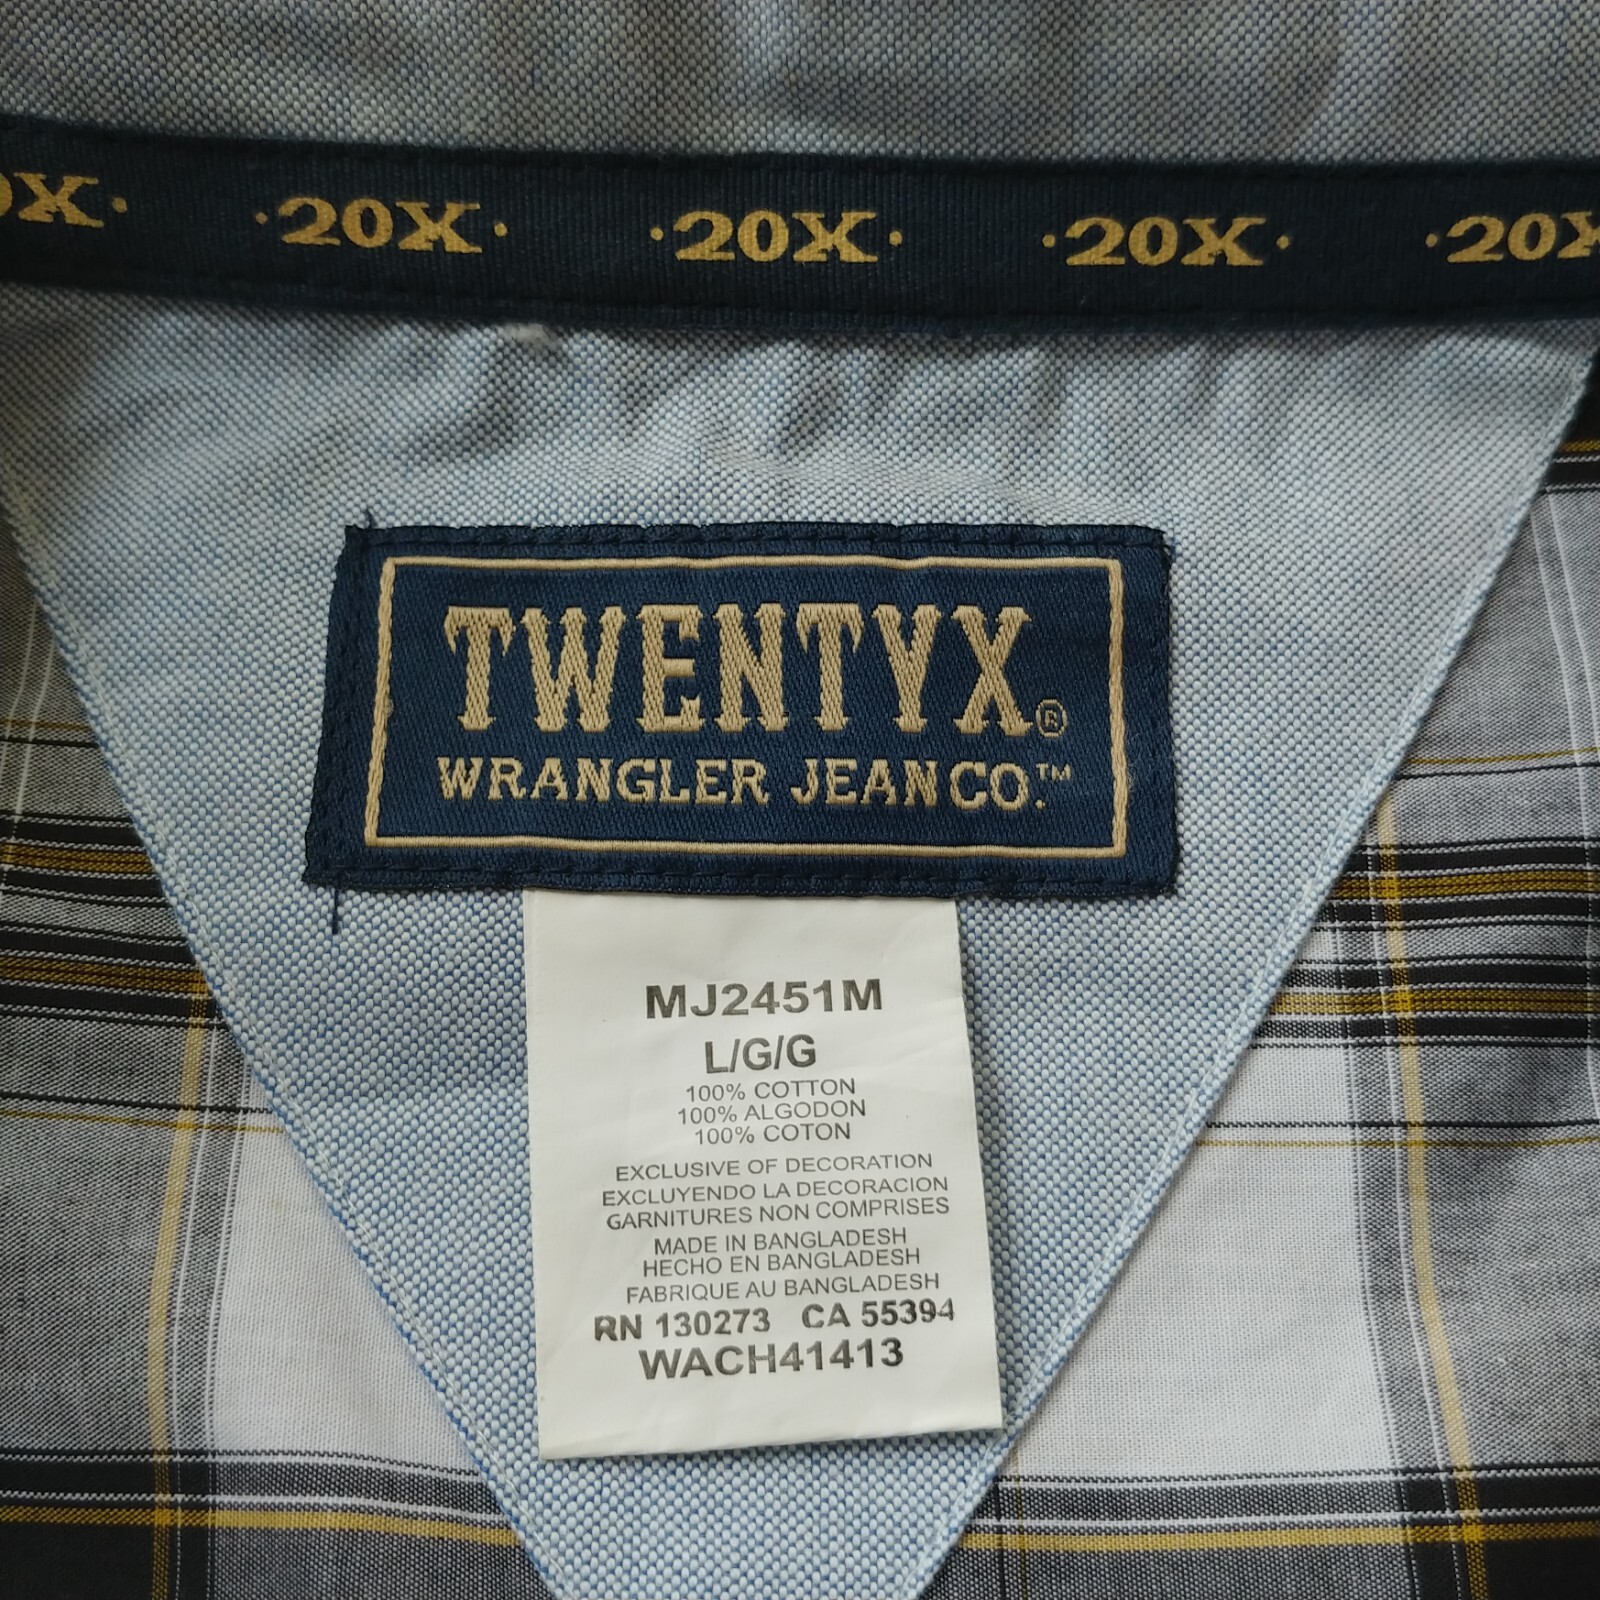 20X· ·20X· ·20X· ·20X· ·20X
TWENTYX®
WRANGLER JEAN CO.™
MJ2451M
L/G/G
100% COTTON
100% ALGODON
100% COTON
EXCLUSIVE OF DECORATION
EXCLUYENDO LA DECORACION
GARNITURES NON COMPRISES
MADE IN BANGLADESH
HECHO EN BANGLADESH
FABRIQUE AU BANGLADESH
RN 130273 CA 55394
WACH41413